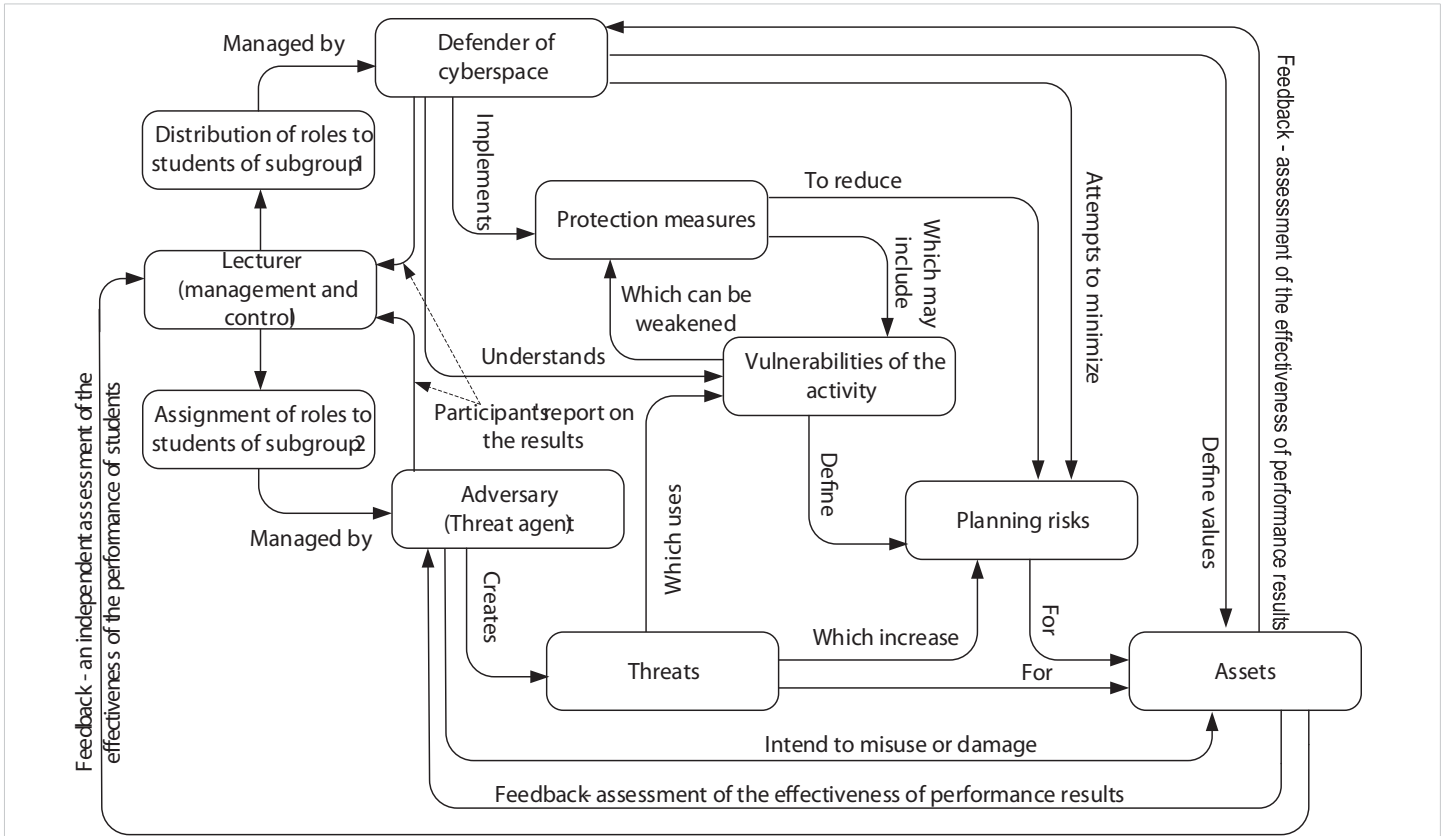 Managed by
Defender of
cyberspace
Distribution of roles to
students of subgroup 1
Implements
Protection measures
To reduce
Which may
include
Attempts to minimize
Feedback - assessment of the effectiveness of performance results
Lecturer
(management and
control)
Which can be
weakened
Understands
Vulnerabilities of the
activity
Participant's report on
the results
Assignment of roles to
students of subgroup 2
Feedback - an independent assessment of the
effectiveness of the performance of students
Define values
Define
Which uses
Adversary
(Threat agent).
Planning risks
Managed by
Creates
Which increase
For
Threats
For
Assets
Intend to misuse or damage
Feedback- assessment of the effectiveness of performance results